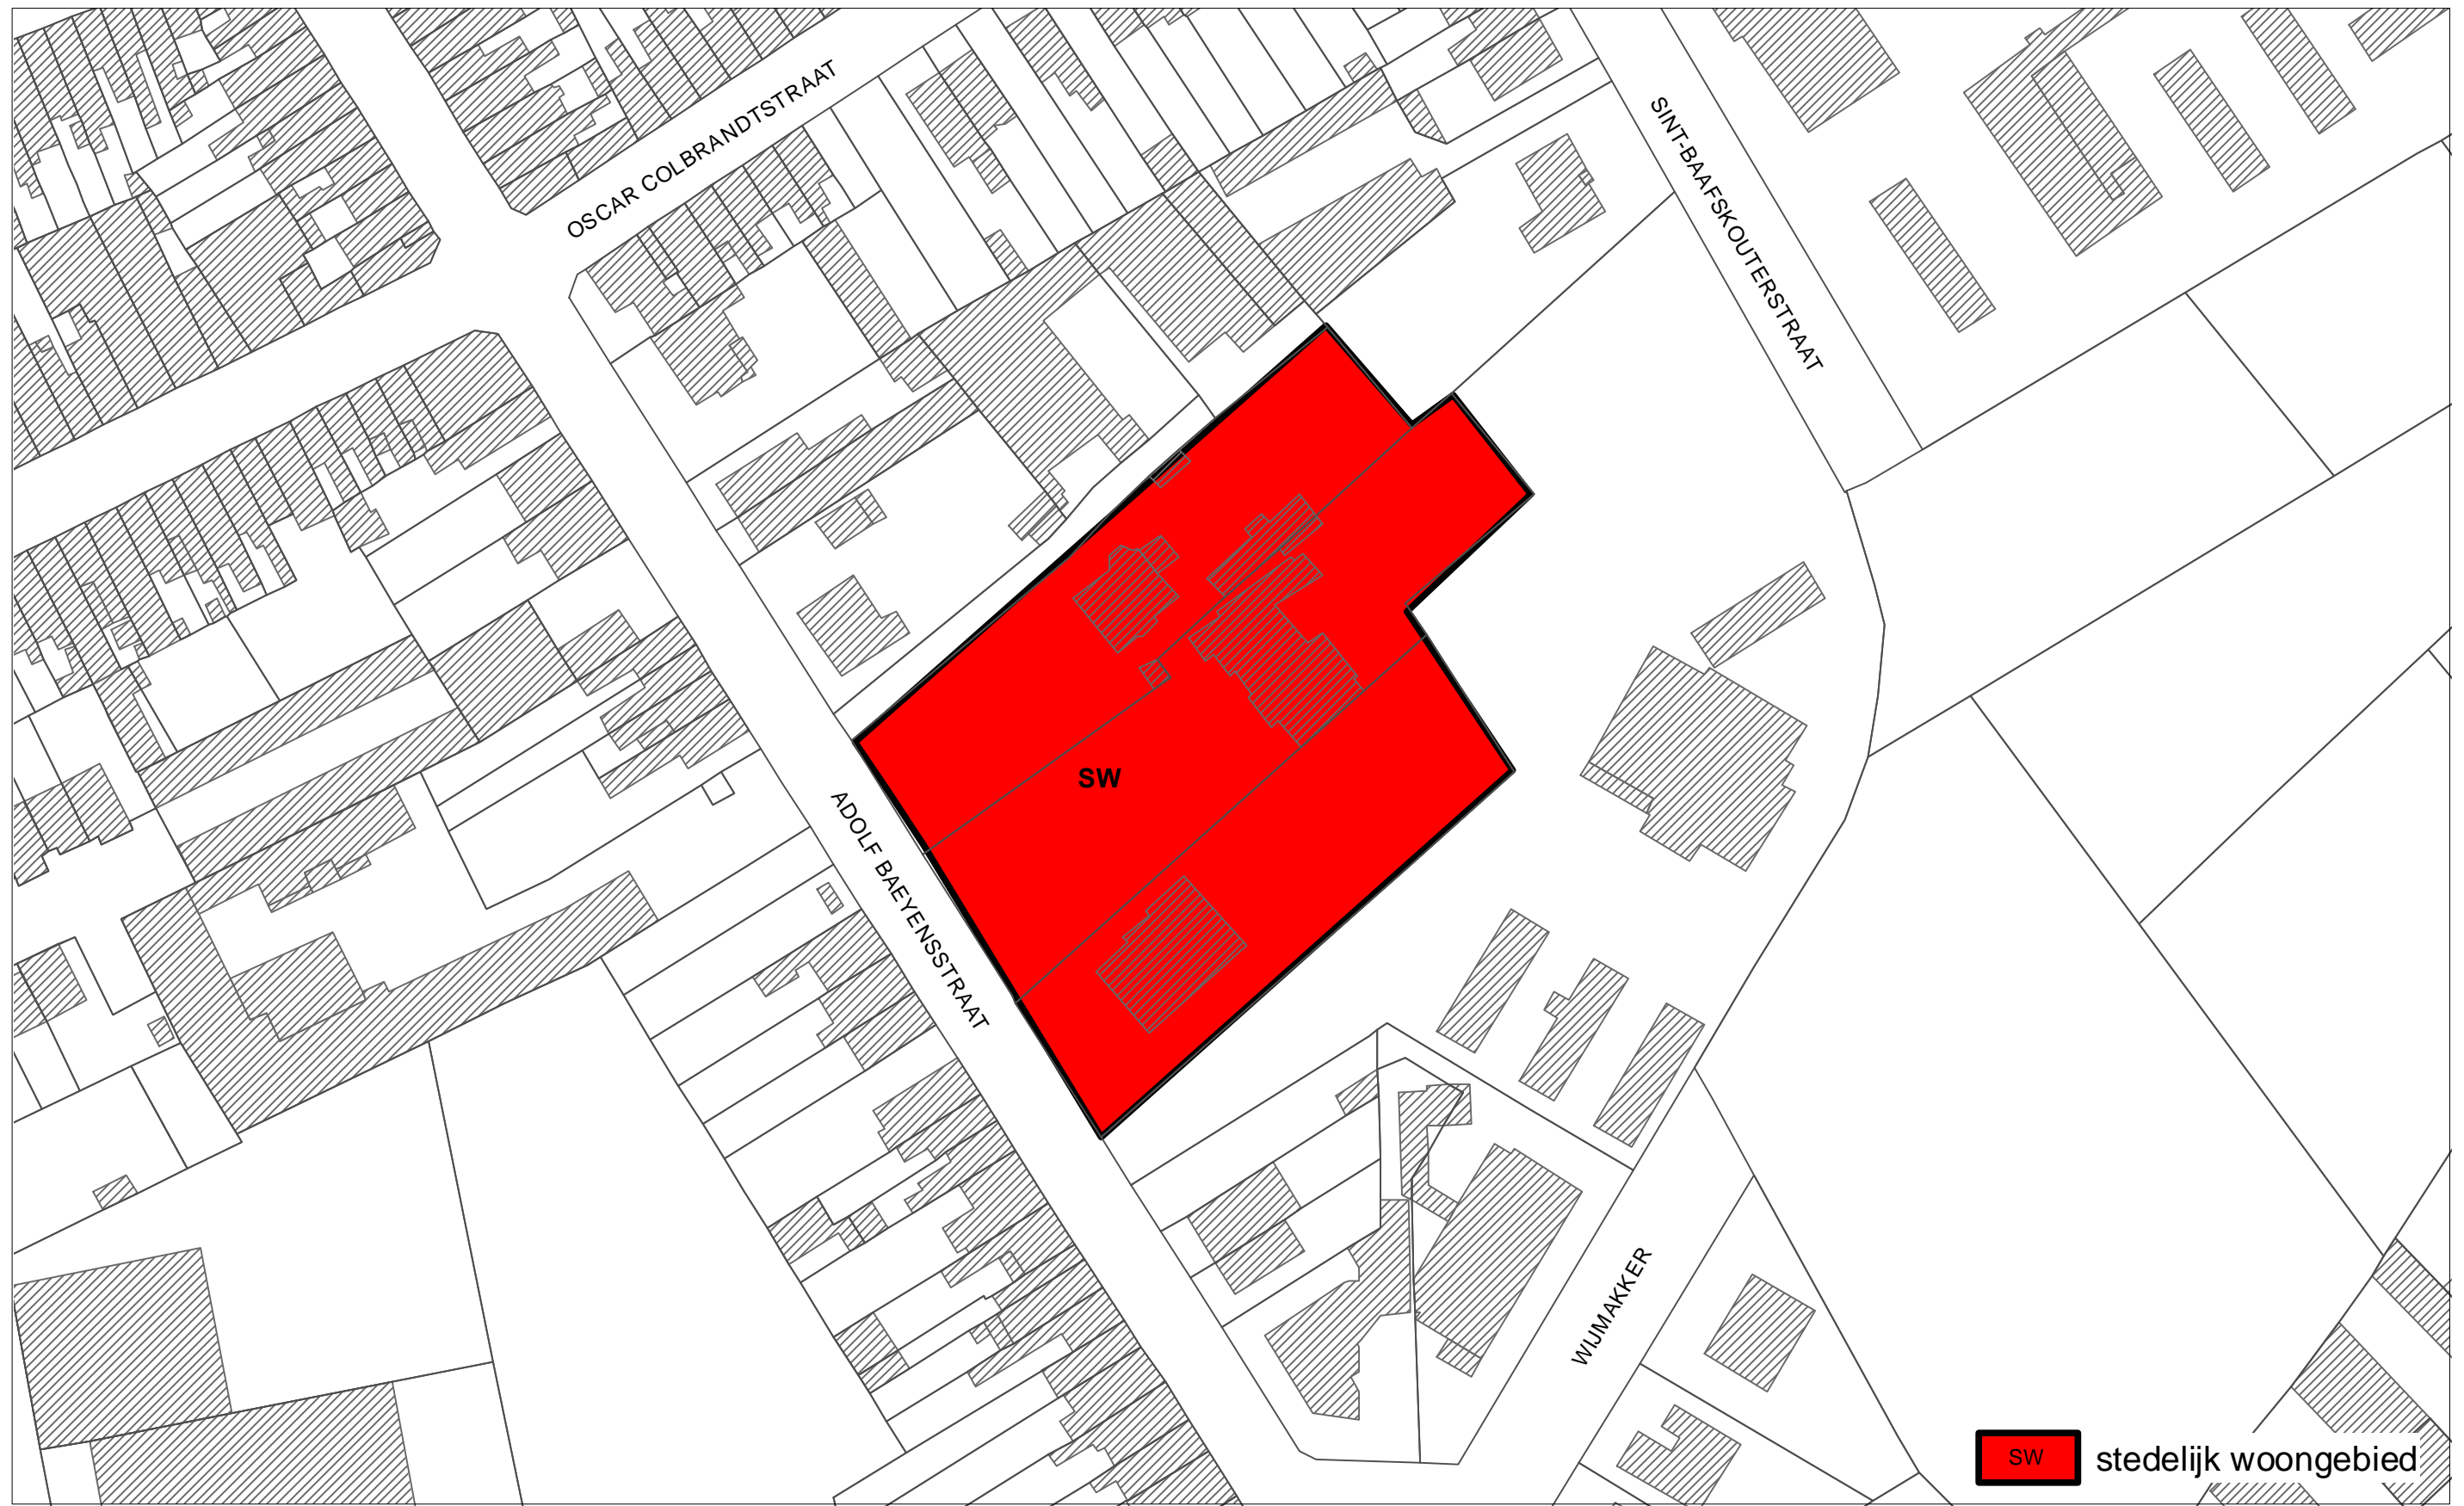 OSCAR COLBRANDTSTRAAT
SINT-BAAFSKOUTERSTRAAT
SW
ADOLF BAEYENSSTRAAT
WIJMAKKER
SW stedelijk woongebied